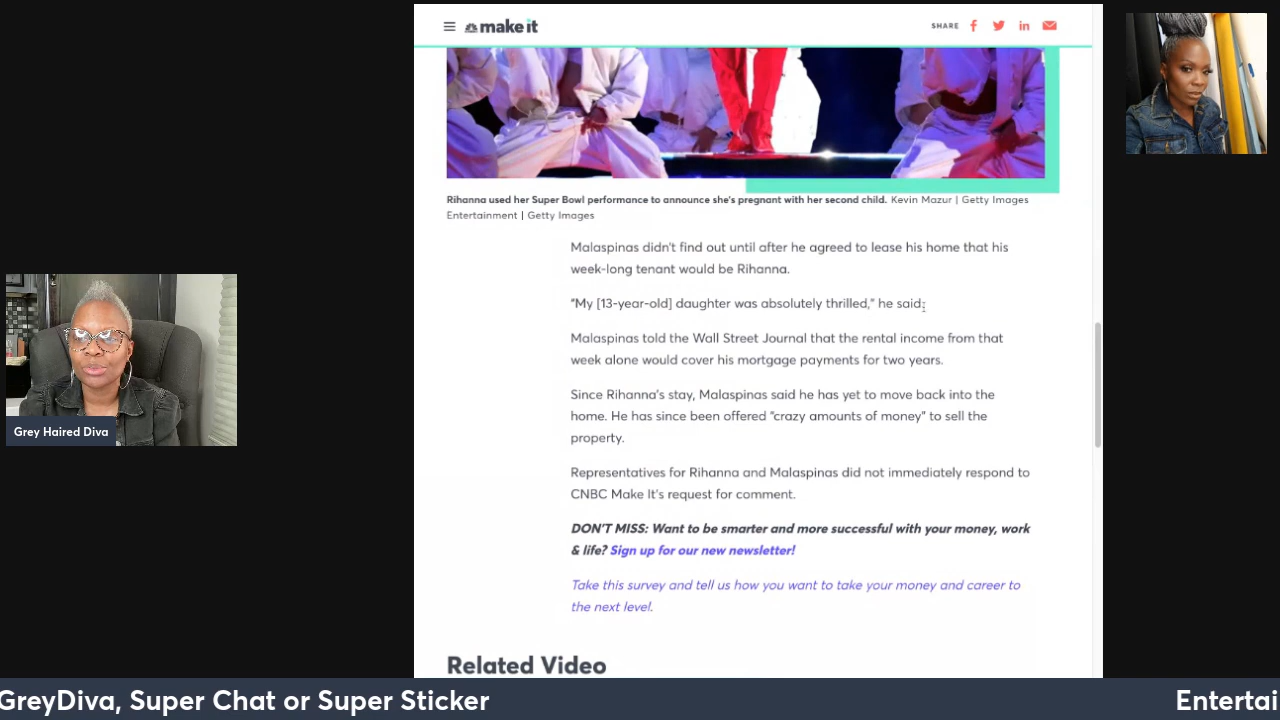 make it
SHARE
Rihanna used her Super Bowl performance to announce she's pregnant with her second child. Kevin Mazur | Getty Images
Entertainment | Getty Images
Malaspinas didn't find out until after he agreed to lease his home that his
week-long tenant would be Rihanna.
"My [13-year-old] daughter was absolutely thrilled," he said.
Malaspinas told the Wall Street Journal that the rental income from that
week alone would cover his mortgage payments for two years.
Since Rihanna's stay, Malaspinas said he has yet to move back into the
home. He has since been offered "crazy amounts of money" to sell the
property.
Representatives for Rihanna and Malaspinas did not immediately respond to
CNBC Make It's request for comment.
DON'T MISS: Want to be smarter and more successful with your money, work
& life? Sign up for our new newsletter!
Take this survey and tell us how you want to take your money and career to
the next level.
Related Video
Grey Haired Diva
GreyDiva, Super Chat or Super Sticker
Entertai